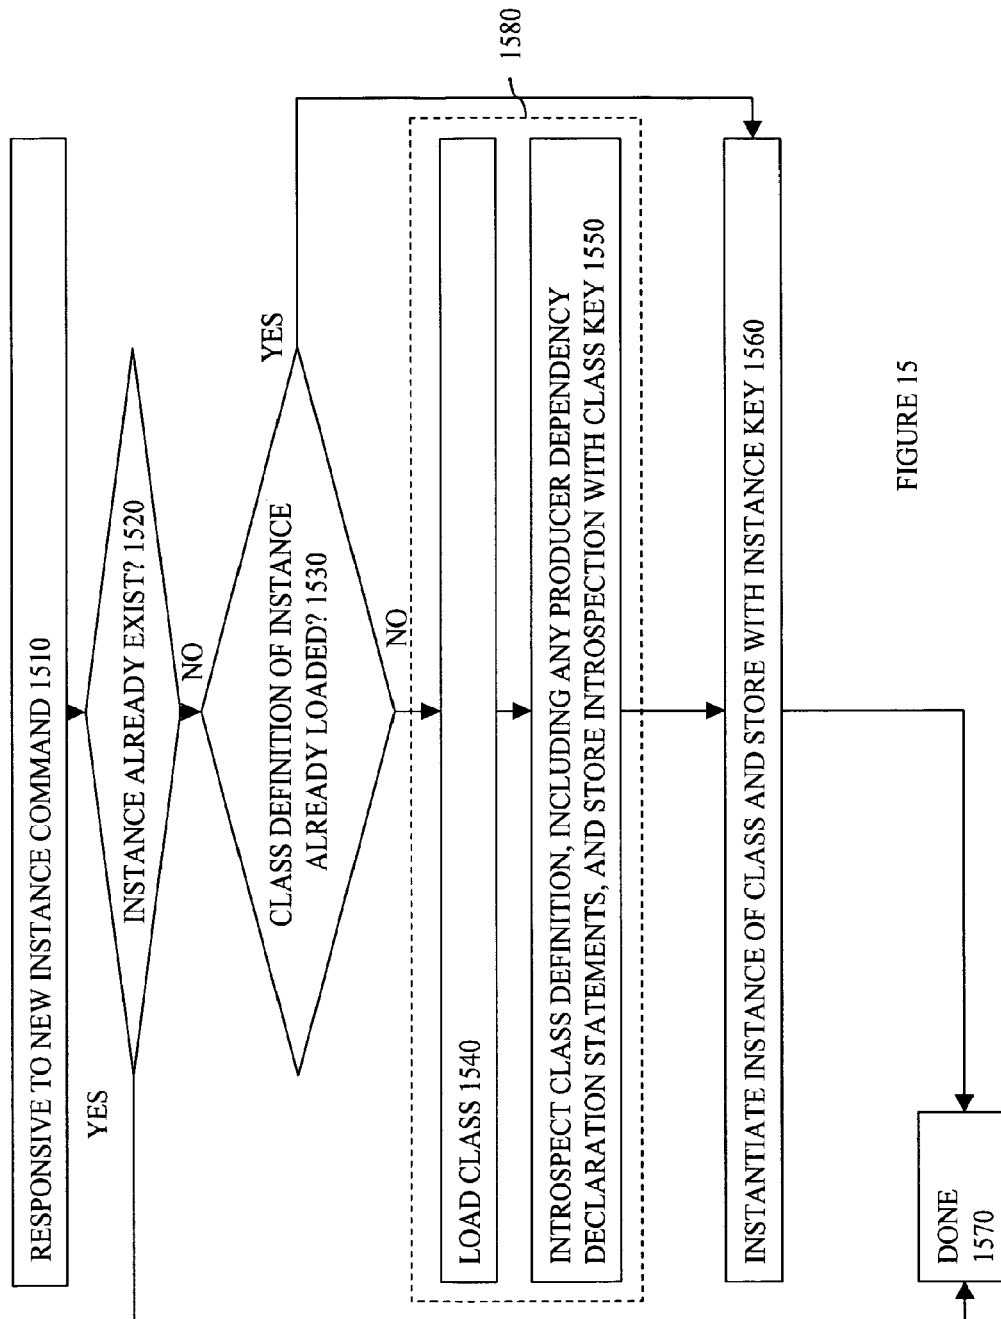 RESPONSIVE TO NEW INSTANCE COMMAND 1510
YES
INSTANCE ALREADY EXIST? 1520
NO
YES
CLASS DEFINITION OF INSTANCE
ALREADY LOADED? 1530
NO
1580
LOAD CLASS 1540
INTROSPECT CLASS DEFINITION, INCLUDING ANY PRODUCER DEPENDENCY
DECLARATION STATEMENTS, AND STORE INTROSPECTION WITH CLASS KEY 1550
INSTANTIATE INSTANCE OF CLASS AND STORE WITH INSTANCE KEY 1560
DONE
1570
FIGURE 15